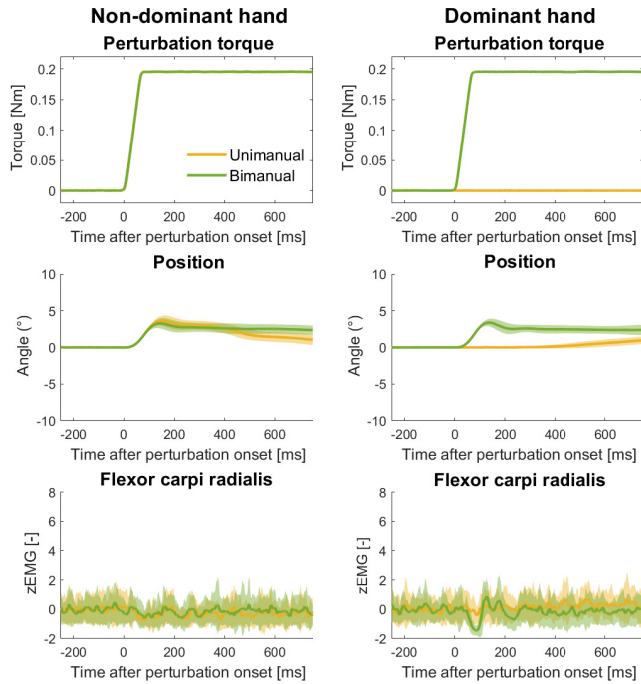 Non-dominant hand
Dominant hand
Perturbation torque
Perturbation torque
0.2
0.15
0.1
0.05
0
Torque [Nm]
Unimanual
Bimanual
-200 0 200 400 600
Time after perturbation onset [ms]
0.2
0.15
0.1
0.05
0
Torque [Nm]
-200 0 200 400 600
Time after perturbation onset [ms]
Position
10
5
0
-5
-10
Angle (°)
-200 0 200 400 600
Time after perturbation onset [ms]
Position
10
5
0
-5
-10
Angle (°)
-200 0 200 400 600
Time after perturbation onset [ms]
Flexor carpi radialis
8
6
4
2
0
-2
zEMG [-]
-200 0 200 400 600
Time after perturbation onset [ms]
Flexor carpi radialis
8
6
4
2
0
-2
zEMG [-]
-200 0 200 400 600
Time after perturbation onset [ms]